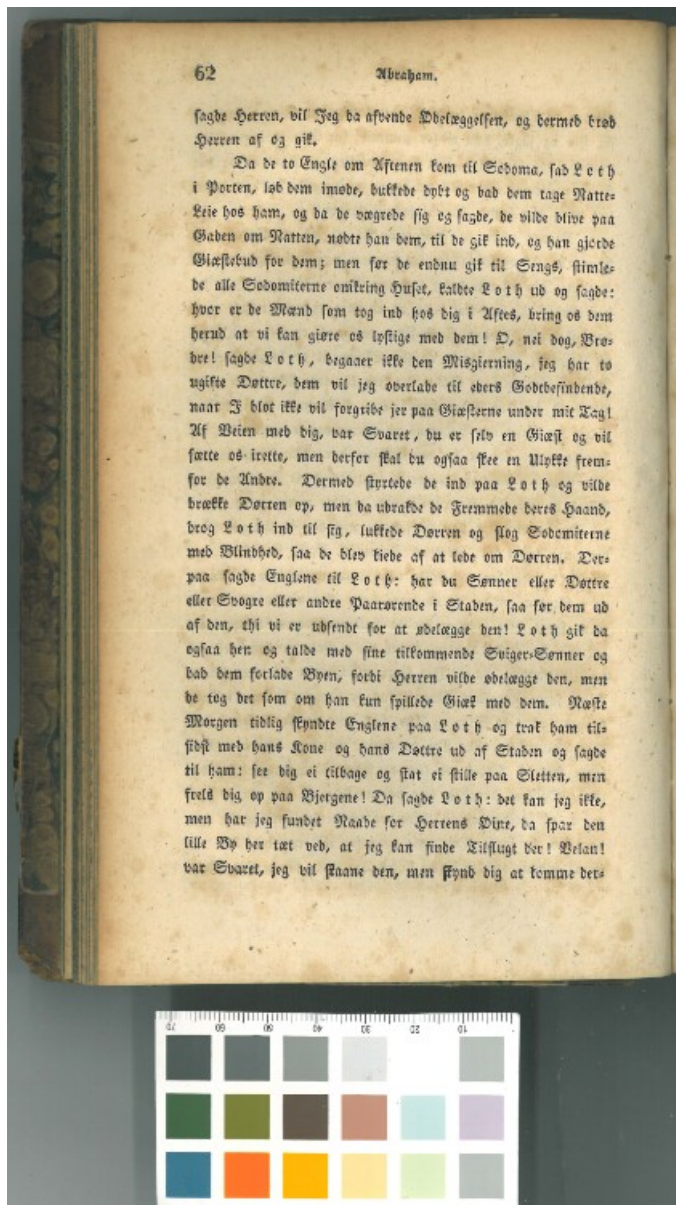 62 Abraham.
sagde Herren, vil Jeg da afvende Ødelæggelsen, og dermed brød
Herren af og gik.
Da de to Engle om Aftenen kom til Sodoma, sad Loth
i Porten, løb dem imøde, bukkede dybt og bad dem tage Natte-
Leie hos ham, og da de vægrede sig og sagde, de vilde blive paa
Gaden om Natten, nødte han dem, til de gik ind, og han gjorde
Giæstebud for dem; men før de endnu gik til Sengs, stimle-
de alle Sodomiterne omkring Huset, kaldte Loth ud og sagde:
hvor er de Mænd som tog ind hos dig i Aftes, bring os dem
herud at vi kan giøre os lystige med dem! O, nei dog, Brø-
dre! sagde Loth, begaaer ikke den Misgierning, jeg har to
ugifte Døttre, dem vil jeg overlade til eders Godtbefindende,
naar I blot ikke vil forgribe jer paa Giæsterne under mit Tag!
Af Veien med dig, var Svaret, du er selv en Giæst og vil
sætte os irette, men derfor skal du ogsaa skee en Ulykke frem-
for de Andre. Dermed styrtede de ind paa Loth og vilde
brække Dørren op, men da udrakde de Fremmede deres Haand,
drog Loth ind til sig, lukkede Dørren og slog Sodomiterne
med Blindhed, saa de blev kiede af at lede om Dørren. Der-
paa sagde Englene til Loth: har du Sønner eller Døttre
eller Svogre eller andre Paarørende i Staden, saa før dem ud
af den, thi vi er udsendt for at ødelægge den! Loth gik da
ogsaa hen og talde med sine tilkommende Sviger-Sønner og
bad dem forlade Byen, fordi Herren vilde ødelægge den, men
de tog det som om han kun spillede Giæk med dem. Næste
Morgen tidlig skyndte Englene paa Loth og trak ham til-
sidst med hans Kone og hans Døttre ud af Staden og sagde
til ham: see dig ei tilbage og stat ei stille paa Sletten, men
frels dig op paa Bjergene! Da sagde Loth: det kan jeg ikke,
men har jeg fundet Naade for Herrens Øine, da spar den
lille By her tæt ved, at jeg kan finde Tilflugt der! Velan!
var Svaret, jeg vil skaane den, men skynd dig at komme der-
70 60 50 40 30 20 10